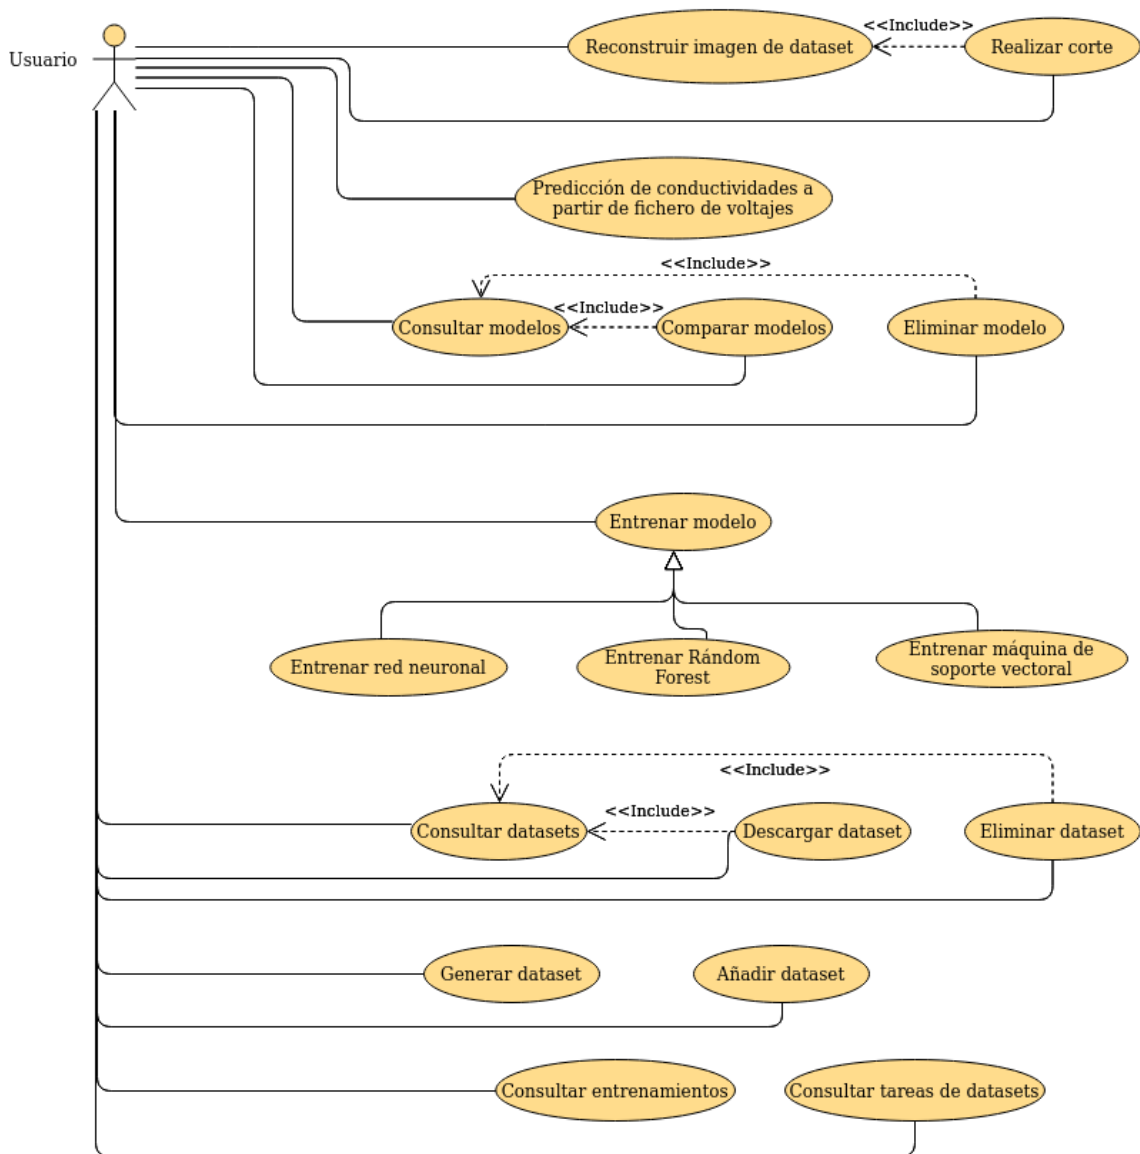 Usuario
<<Include>>
Reconstruir imagen de dataset
Realizar corte
Predicción de conductividades a
partir de fichero de voltajes
<<Include>>
<<Include>>
Consultar modelos
Comparar modelos
Eliminar modelo
Entrenar modelo
Entrenar red neuronal
Entrenar Rándom
Forest
Entrenar máquina de
soporte vectoral
<<Include>>
<<Include>>
Consultar datasets
Descargar dataset
Eliminar dataset
Generar dataset
Añadir dataset
Consultar entrenamientos
Consultar tareas de datasets